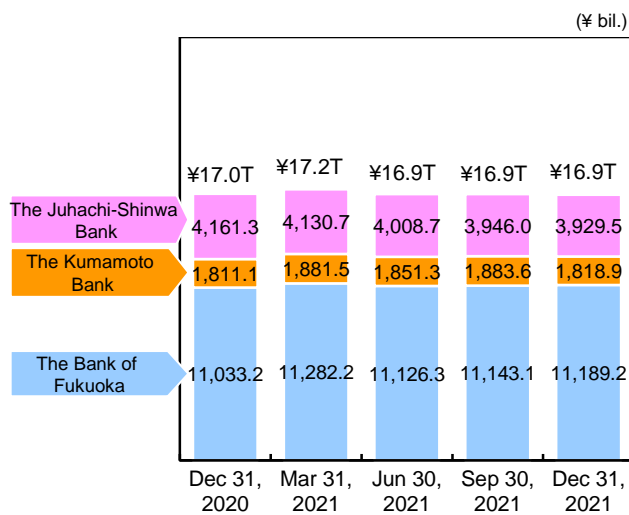 (¥ bil.)
¥17.0T
¥17.2T
¥16.9T
¥16.9T
¥16.9T
The Juhachi-Shinwa
Bank
4,161.3
4,130.7
4,008.7
3,946.0
3,929.5
The Kumamoto
Bank
1,811.1
1,881.5
1,851.3
1,883.6
1,818.9
The Bank of
Fukuoka
11,033.2
11,282.2
11,126.3
11,143.1
11,189.2
Dec 31,
2020
Mar 31,
2021
Jun 30,
2021
Sep 30,
2021
Dec 31,
2021